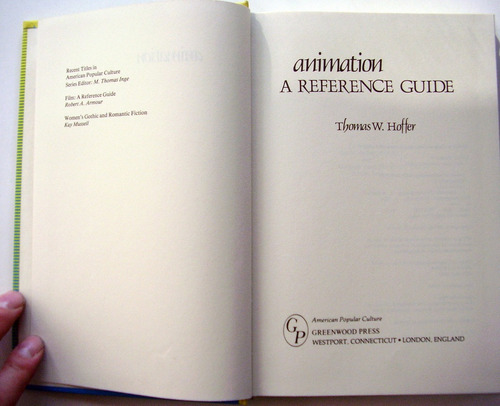 Recent Titles in
American Popular Culture
Series Editor: M. Thomas Inge
Film: A Reference Guide
Robert A. Armour
Women's Gothic and Romantic Fiction
Kay Mussell
animation
A REFERENCE GUIDE
Thomas W. Hoffer
GP
American Popular Culture
GREENWOOD PRESS
WESTPORT, CONNECTICUT • LONDON, ENGLAND